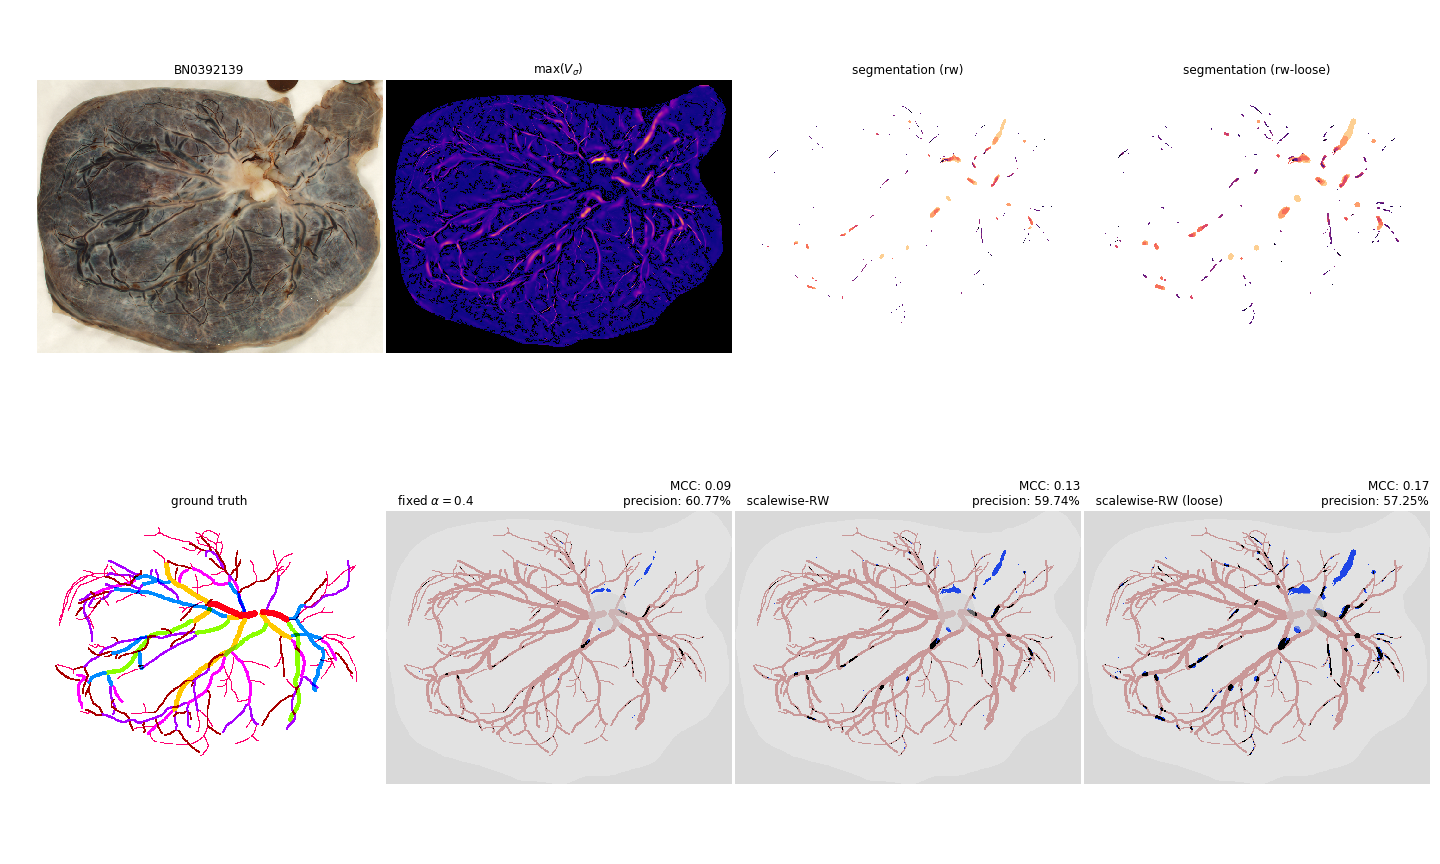 BN0392139
max(V_σ)
segmentation (rw)
segmentation (rw-loose)
ground truth
fixed α = 0.4
MCC: 0.09
precision: 60.77%
scalewise-RW
MCC: 0.13
precision: 59.74%
scalewise-RW (loose)
MCC: 0.17
precision: 57.25%